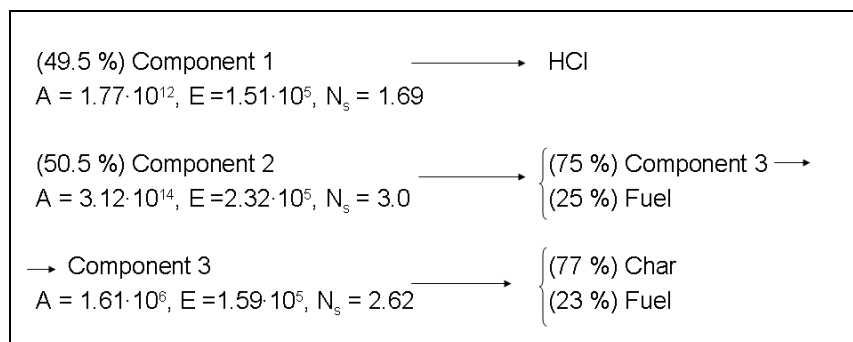 (49.5 %) Component 1 ⟶ HCl
A = 1.77·10¹², E =1.51·10⁵, Nₛ = 1.69
(50.5 %) Component 2 ⟶ (75 %) Component 3 ⟶
A = 3.12·10¹⁴, E =2.32·10⁵, Nₛ = 3.0 (25 %) Fuel
⟶ Component 3 (77 %) Char
A = 1.61·10⁶, E =1.59·10⁵, Nₛ = 2.62 ⟶ (23 %) Fuel